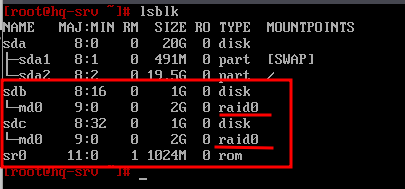 [root@hq-srv ~]# lsblk
NAME MAJ:MIN RM SIZE RO TYPE MOUNTPOINTS
sda 8:0 0 20G 0 disk
├─sda1 8:1 0 491M 0 part [SWAP]
└─sda2 8:2 0 19.5G 0 part /
sdb 8:16 0 1G 0 disk
└─md0 9:0 0 2G 0 raid0
sdc 8:32 0 1G 0 disk
└─md0 9:0 0 2G 0 raid0
sr0 11:0 1 1024M 0 rom
[root@hq-srv ~]# _